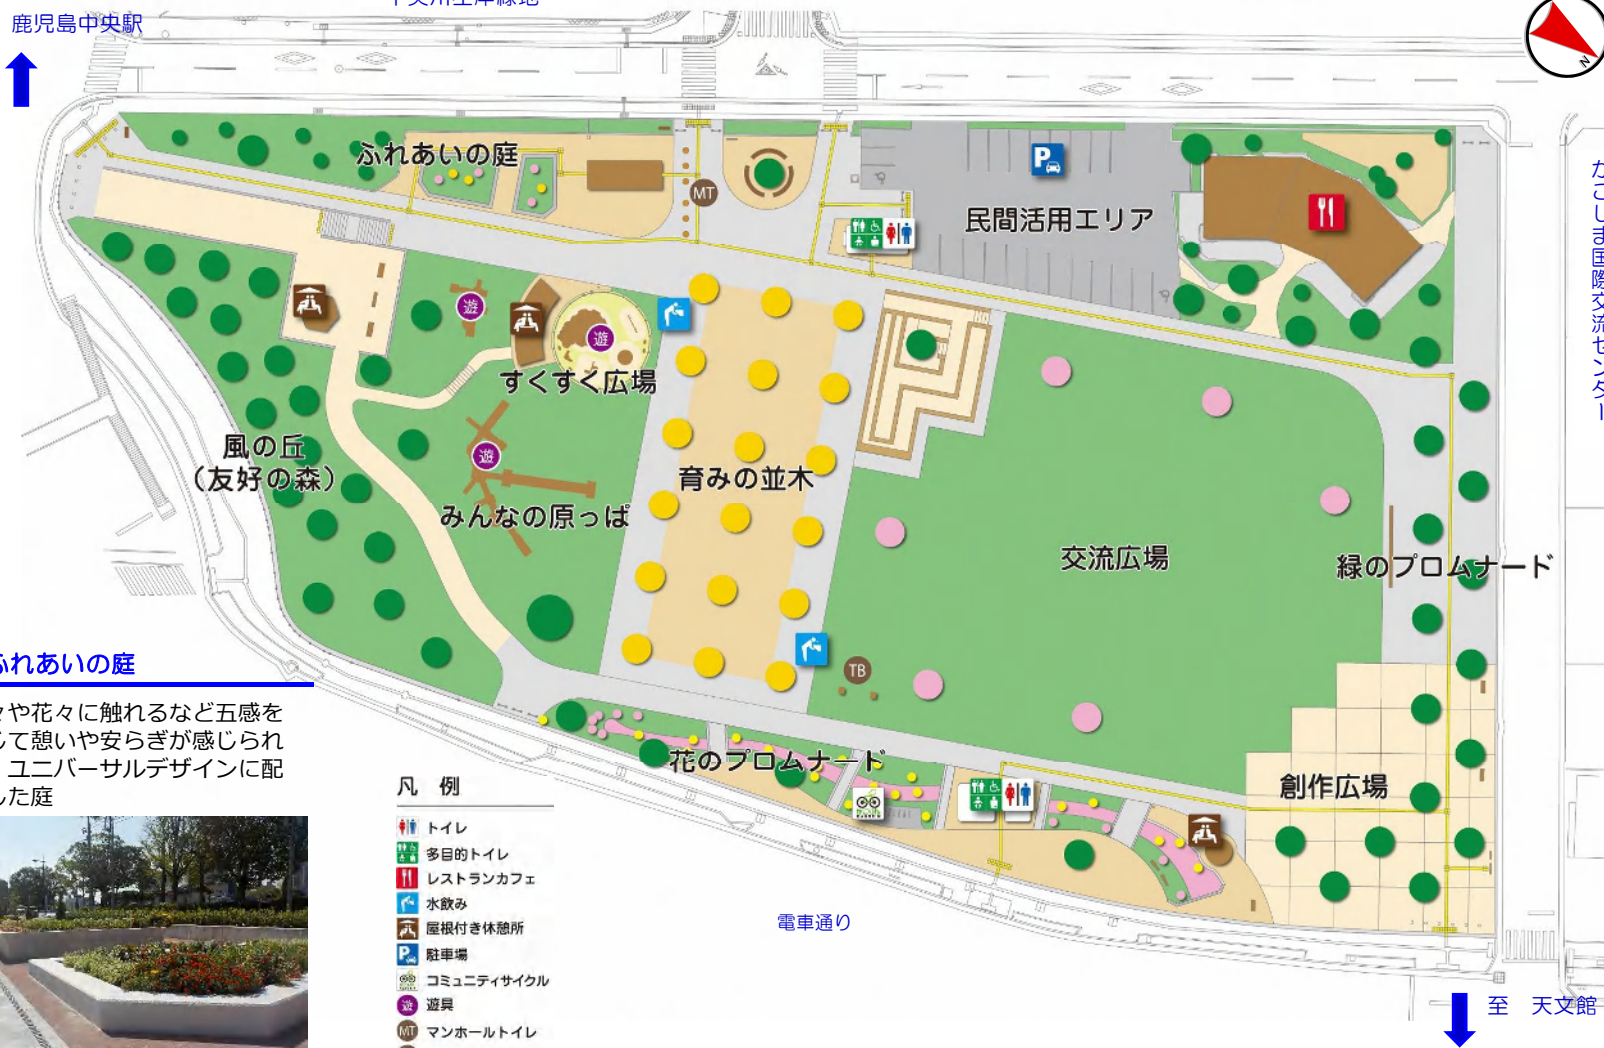 鹿児島中央駅
N
ふれあいの庭
MT
P
民間活用エリア
かごしま国際交流センター
遊
遊
すくすく広場
風の丘
(友好の森)
遊
みんなの原っぱ
育みの並木
交流広場
緑のプロムナード
TB
花のプロムナード
創作広場
ふれあいの庭
や花々に触れるなど五感を
て憩いや安らぎが感じられ
ユニバーサルデザインに配
した庭
凡 例
トイレ
多目的トイレ
レストランカフェ
水飲み
屋根付き休憩所
P 駐車場
コミュニティサイクル
遊 遊具
MT マンホールトイレ
電車通り
至 天文館